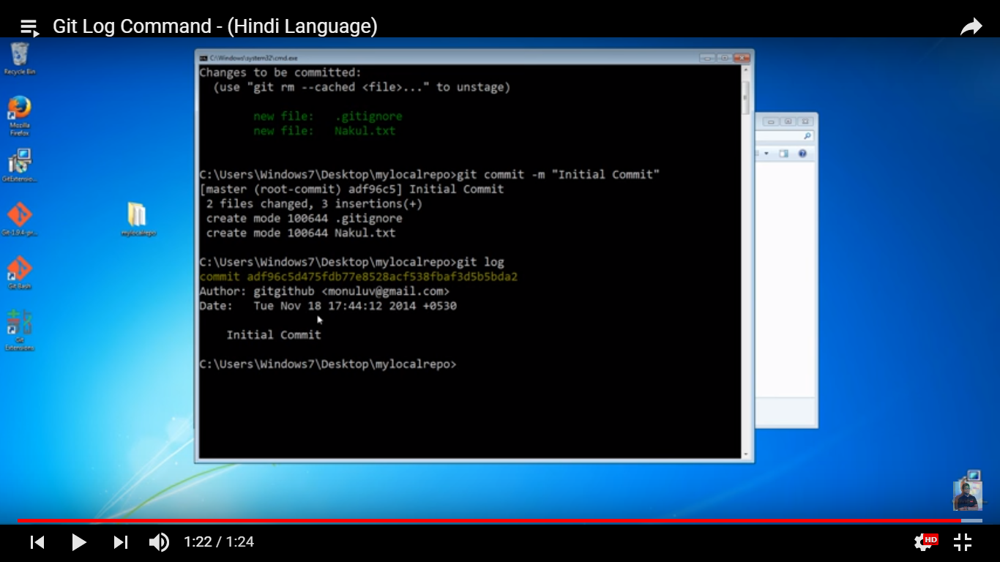 Git Log Command - (Hindi Language)
Recycle Bin
Mozilla
Firefox
GitExtensio...
Git-1.9.4-pr...
Git Bash
Git
Extensions
mylocalrepo
C:\Windows\system32\cmd.exe
Changes to be committed:
(use "git rm --cached <file>..." to unstage)
new file: .gitignore
new file: Nakul.txt
C:\Users\Windows7\Desktop\mylocalrepo>git commit -m "Initial Commit"
[master (root-commit) adf96c5] Initial Commit
2 files changed, 3 insertions(+)
create mode 100644 .gitignore
create mode 100644 Nakul.txt
C:\Users\Windows7\Desktop\mylocalrepo>git log
commit adf96c5d475fdb77e8528acf538fbaf3d5b5bda2
Author: gitgithub <monuluv@gmail.com>
Date: Tue Nov 18 17:44:12 2014 +0530
Initial Commit
C:\Users\Windows7\Desktop\mylocalrepo>
1:22 / 1:24
HD